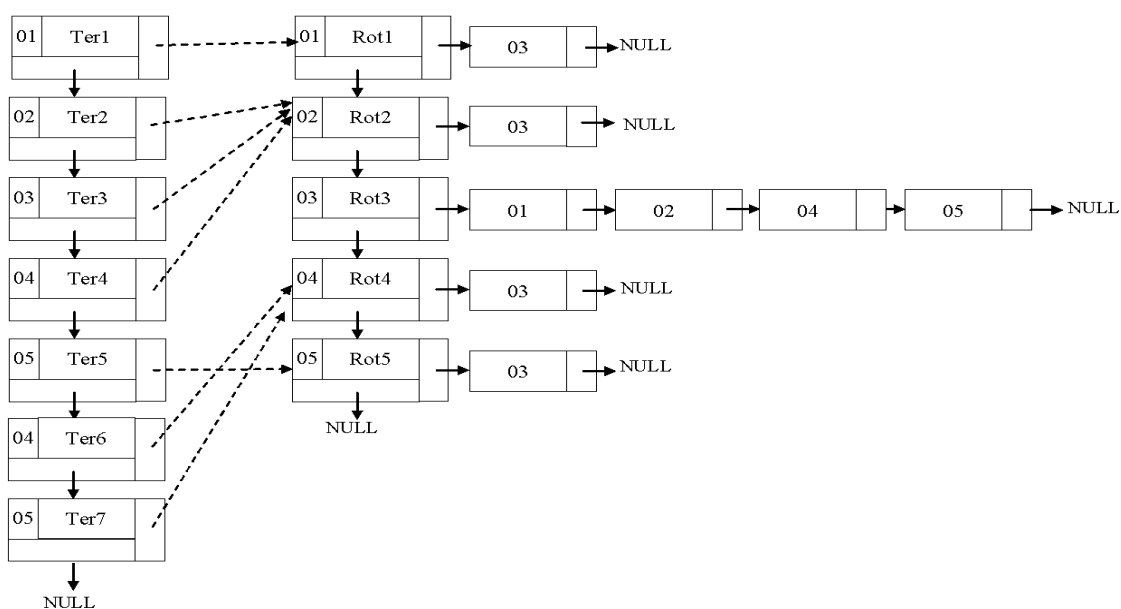 01 Ter1 01 Rot1 03 NULL
02 Ter2 02 Rot2 03 NULL
03 Ter3 03 Rot3 01 02 04 05 NULL
04 Ter4 04 Rot4 03 NULL
05 Ter5 05 Rot5 03 NULL
NULL
04 Ter6
05 Ter7
NULL